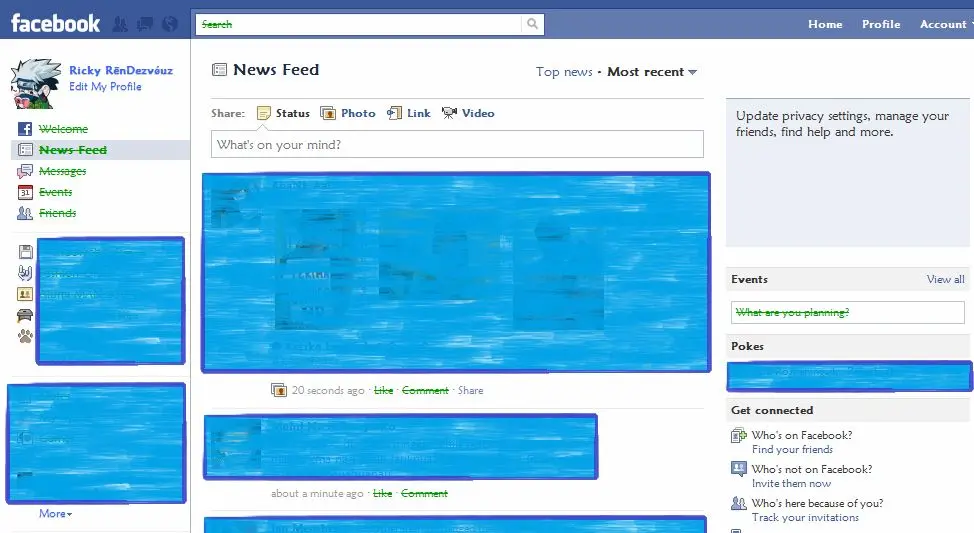 facebook
Search
Home Profile Account
Ricky RēnDezvéuz
Edit My Profile
Welcome
News Feed
Messages
Events
Friends
More
News Feed
Top news · Most recent
Share: Status Photo Link Video
What's on your mind?
20 seconds ago · Like · Comment · Share
about a minute ago · Like · Comment
Update privacy settings, manage your
friends, find help and more.
Events View all
What are you planning?
Pokes
Get connected
Who's on Facebook?
Find your friends
Who's not on Facebook?
Invite them now
Who's here because of you?
Track your invitations